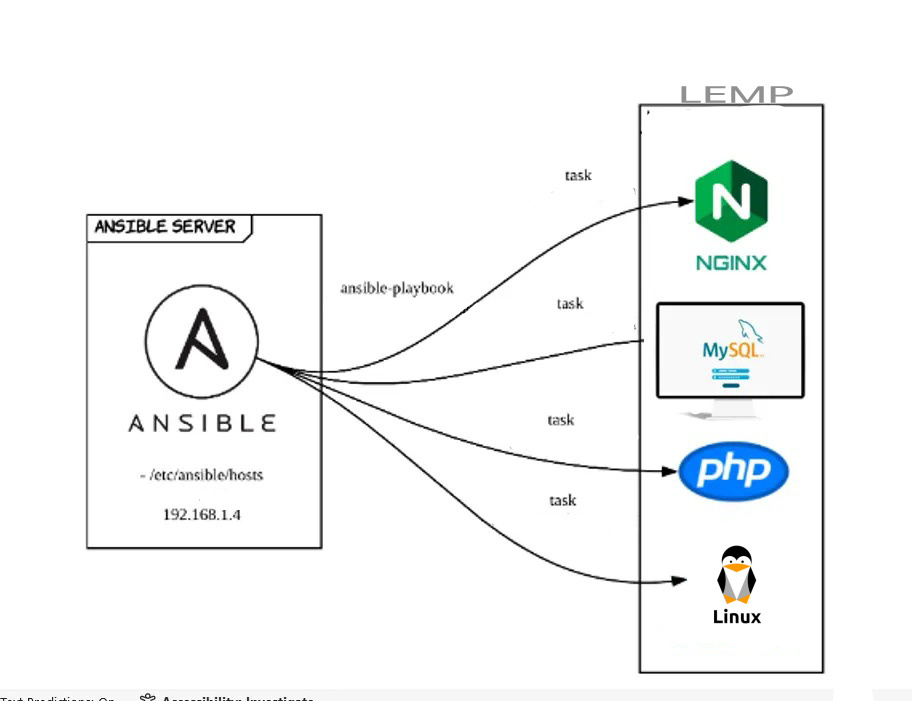 LEMP
task
NGINX
ANSIBLE SERVER
ansible-playbook
task
MySQL
ANSIBLE
task
php
- /etc/ansible/hosts
task
192.168.1.4
Linux
Text Predictions: On
Accessibility: Investigate